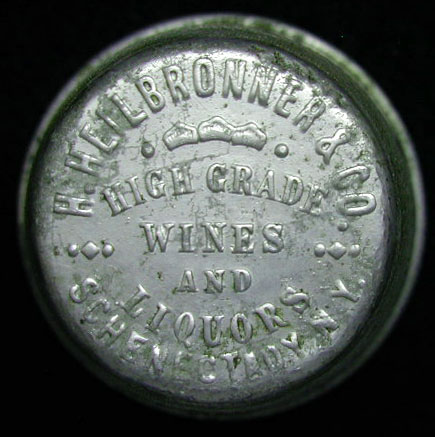 H. HEILBRONNER & CO.
HIGH GRADE
WINES
AND
LIQUORS
SCHENECTADY N.Y.